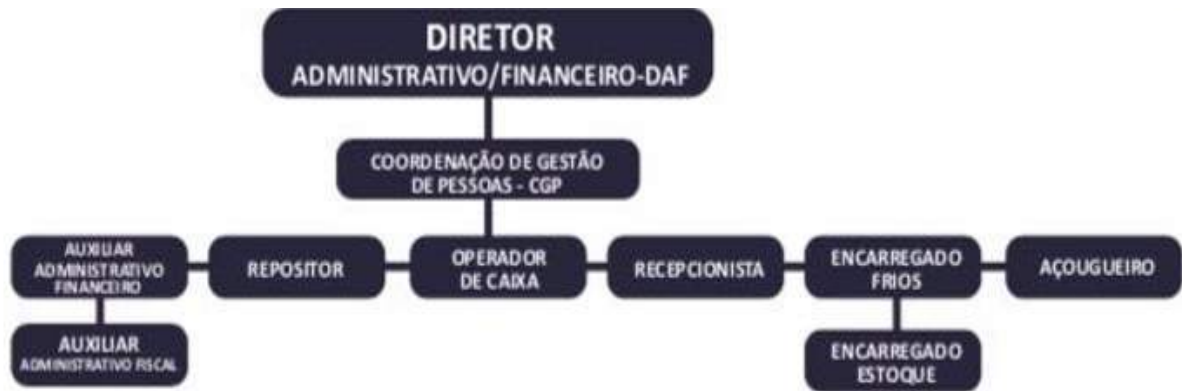 DIRETOR
ADMINISTRATIVO/FINANCEIRO-DAF
COORDENAÇÃO DE GESTÃO
DE PESSOAS - CGP
AUXILIAR
ADMINISTRATIVO
FINANCEIRO
REPOSITOR
OPERADOR
DE CAIXA
RECEPCIONISTA
ENCARREGADO
FRIOS
AÇOUGUEIRO
AUXILIAR
ADMINISTRATIVO FISCAL
ENCARREGADO
ESTOQUE